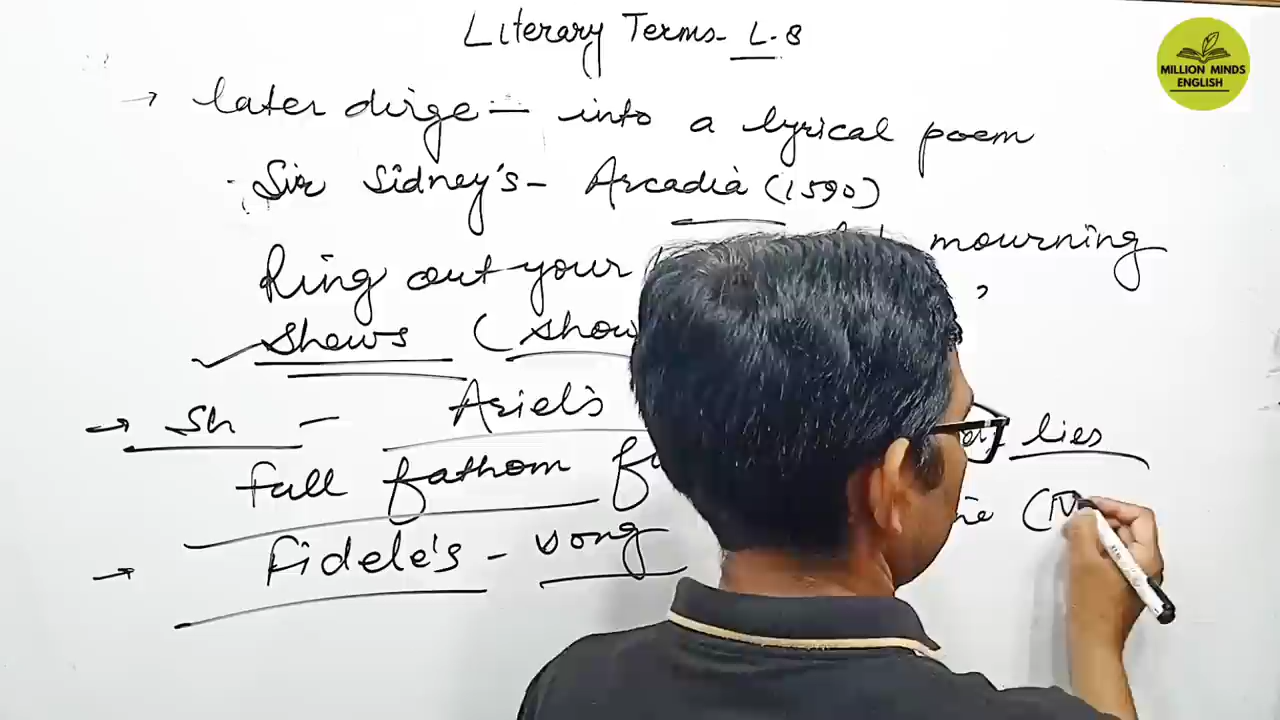 Literary Terms - L-8
MILLION MINDS
ENGLISH
→ later dirge — into a lyrical poem
Sir Sidney's - Arcadia (1590)
Ring out your mourning
shews (show
→ Sh — Ariel's
full fathom lies
→ Fidele's - song